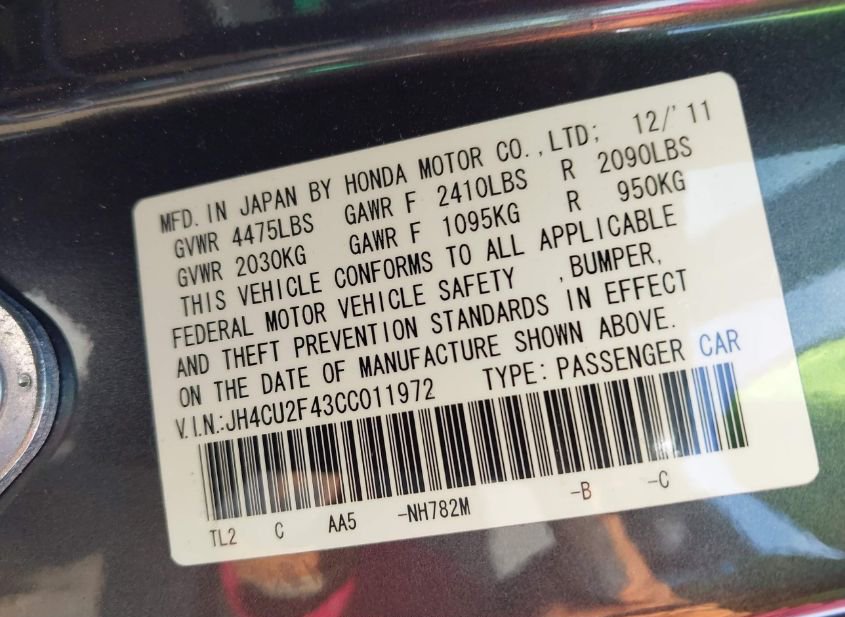 MFD. IN JAPAN BY HONDA MOTOR CO., LTD; 12/'11
GVWR 4475LBS GAWR F 2410LBS R 2090LBS
GVWR 2030KG GAWR F 1095KG R 950KG
THIS VEHICLE CONFORMS TO ALL APPLICABLE
FEDERAL MOTOR VEHICLE SAFETY , BUMPER,
AND THEFT PREVENTION STANDARDS IN EFFECT
ON THE DATE OF MANUFACTURE SHOWN ABOVE.
V.I.N.:JH4CU2F43CC011972 TYPE: PASSENGER CAR
TL2 C AA5 -NH782M -B -C